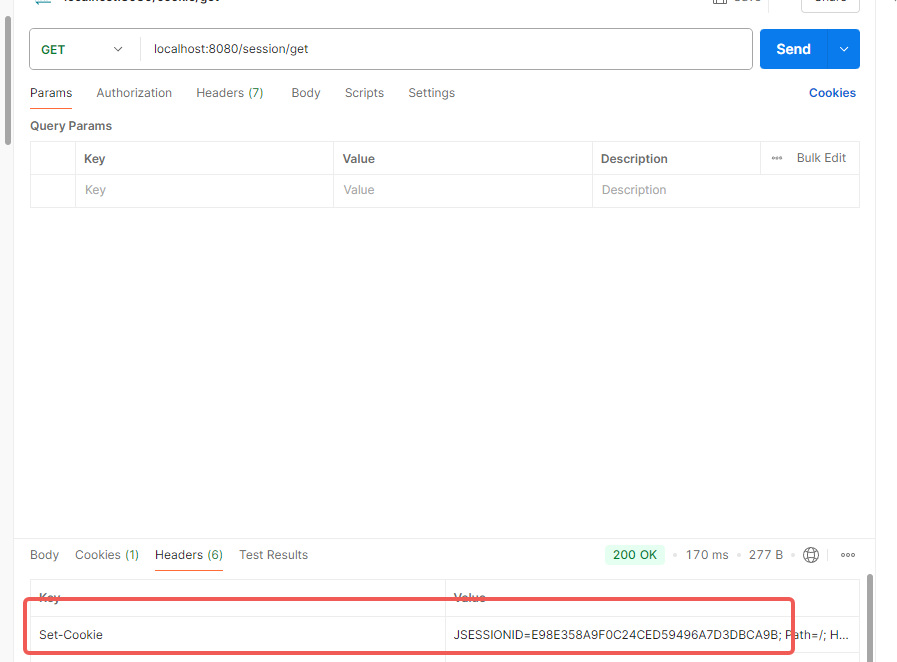 GET localhost:8080/session/get Send
Params Authorization Headers (7) Body Scripts Settings Cookies
Query Params
Key Value Description ••• Bulk Edit
Key Value Description
Body Cookies (1) Headers (6) Test Results 200 OK • 170 ms • 277 B •••
Key Value
Set-Cookie JSESSIONID=E98E358A9F0C24CED59496A7D3DBCA9B; Path=/; H...